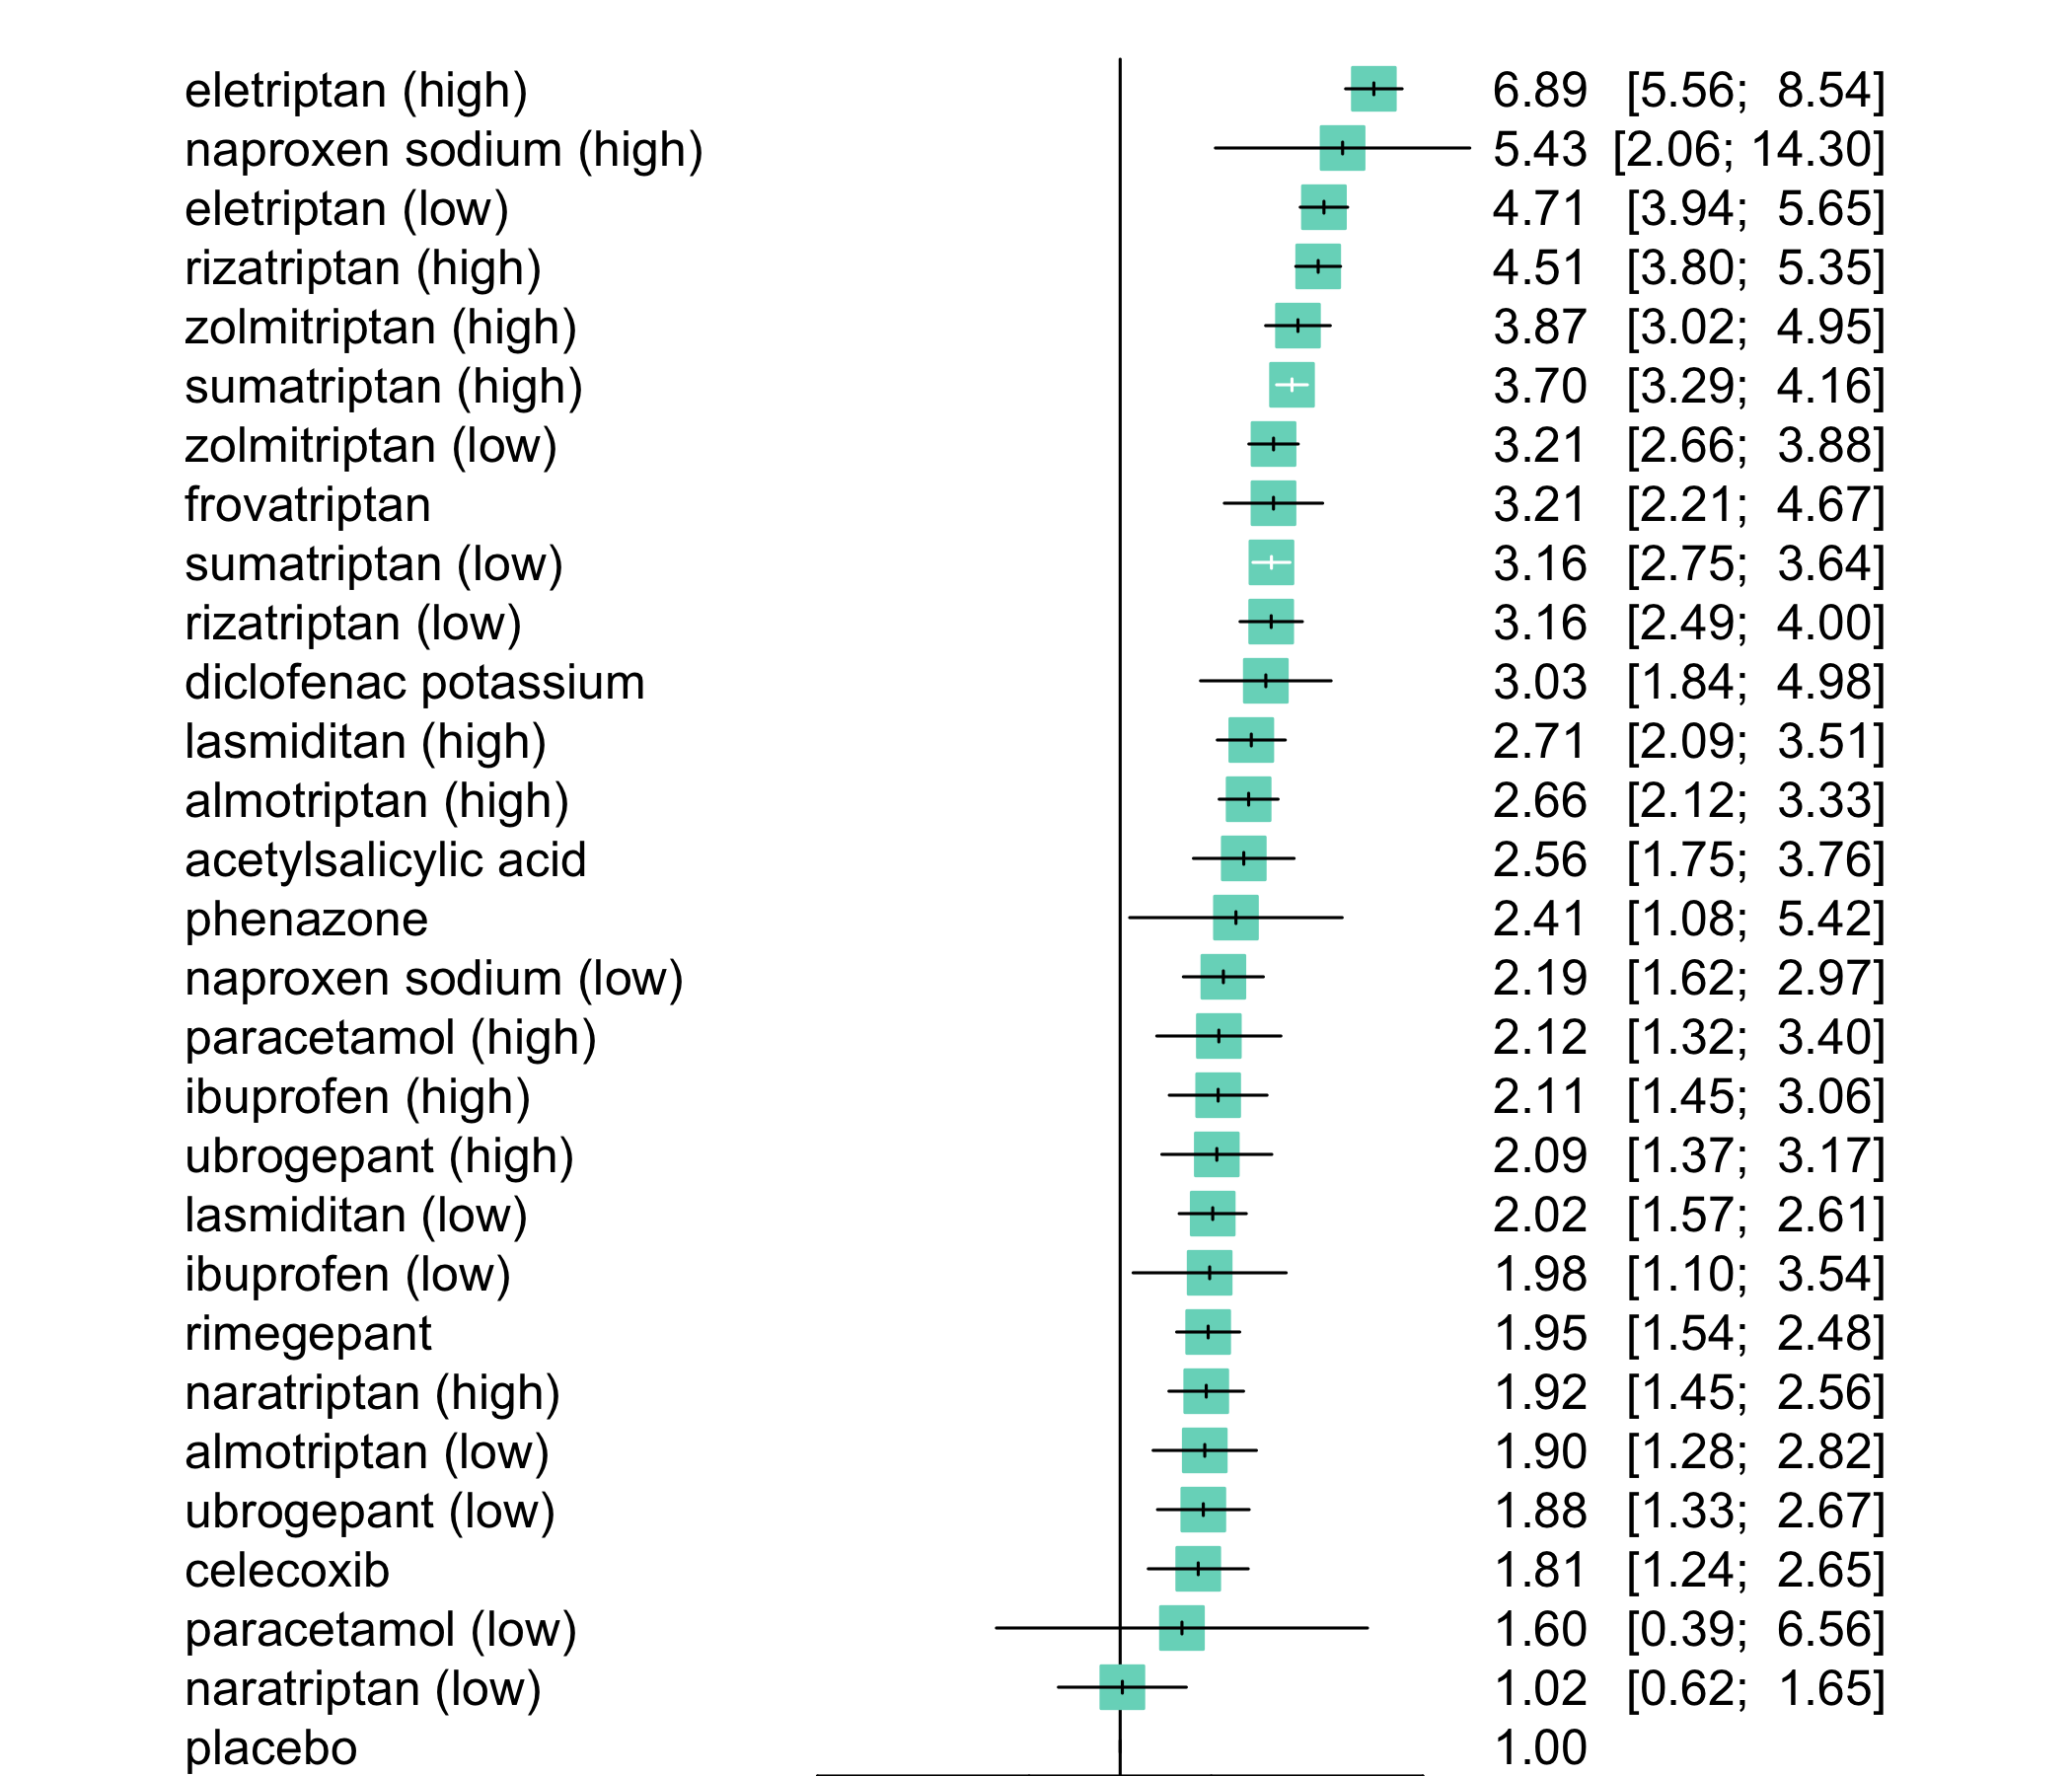 eletriptan (high) 6.89 [5.56; 8.54]
naproxen sodium (high) 5.43 [2.06; 14.30]
eletriptan (low) 4.71 [3.94; 5.65]
rizatriptan (high) 4.51 [3.80; 5.35]
zolmitriptan (high) 3.87 [3.02; 4.95]
sumatriptan (high) 3.70 [3.29; 4.16]
zolmitriptan (low) 3.21 [2.66; 3.88]
frovatriptan 3.21 [2.21; 4.67]
sumatriptan (low) 3.16 [2.75; 3.64]
rizatriptan (low) 3.16 [2.49; 4.00]
diclofenac potassium 3.03 [1.84; 4.98]
lasmiditan (high) 2.71 [2.09; 3.51]
almotriptan (high) 2.66 [2.12; 3.33]
acetylsalicylic acid 2.56 [1.75; 3.76]
phenazone 2.41 [1.08; 5.42]
naproxen sodium (low) 2.19 [1.62; 2.97]
paracetamol (high) 2.12 [1.32; 3.40]
ibuprofen (high) 2.11 [1.45; 3.06]
ubrogepant (high) 2.09 [1.37; 3.17]
lasmiditan (low) 2.02 [1.57; 2.61]
ibuprofen (low) 1.98 [1.10; 3.54]
rimegepant 1.95 [1.54; 2.48]
naratriptan (high) 1.92 [1.45; 2.56]
almotriptan (low) 1.90 [1.28; 2.82]
ubrogepant (low) 1.88 [1.33; 2.67]
celecoxib 1.81 [1.24; 2.65]
paracetamol (low) 1.60 [0.39; 6.56]
naratriptan (low) 1.02 [0.62; 1.65]
placebo 1.00